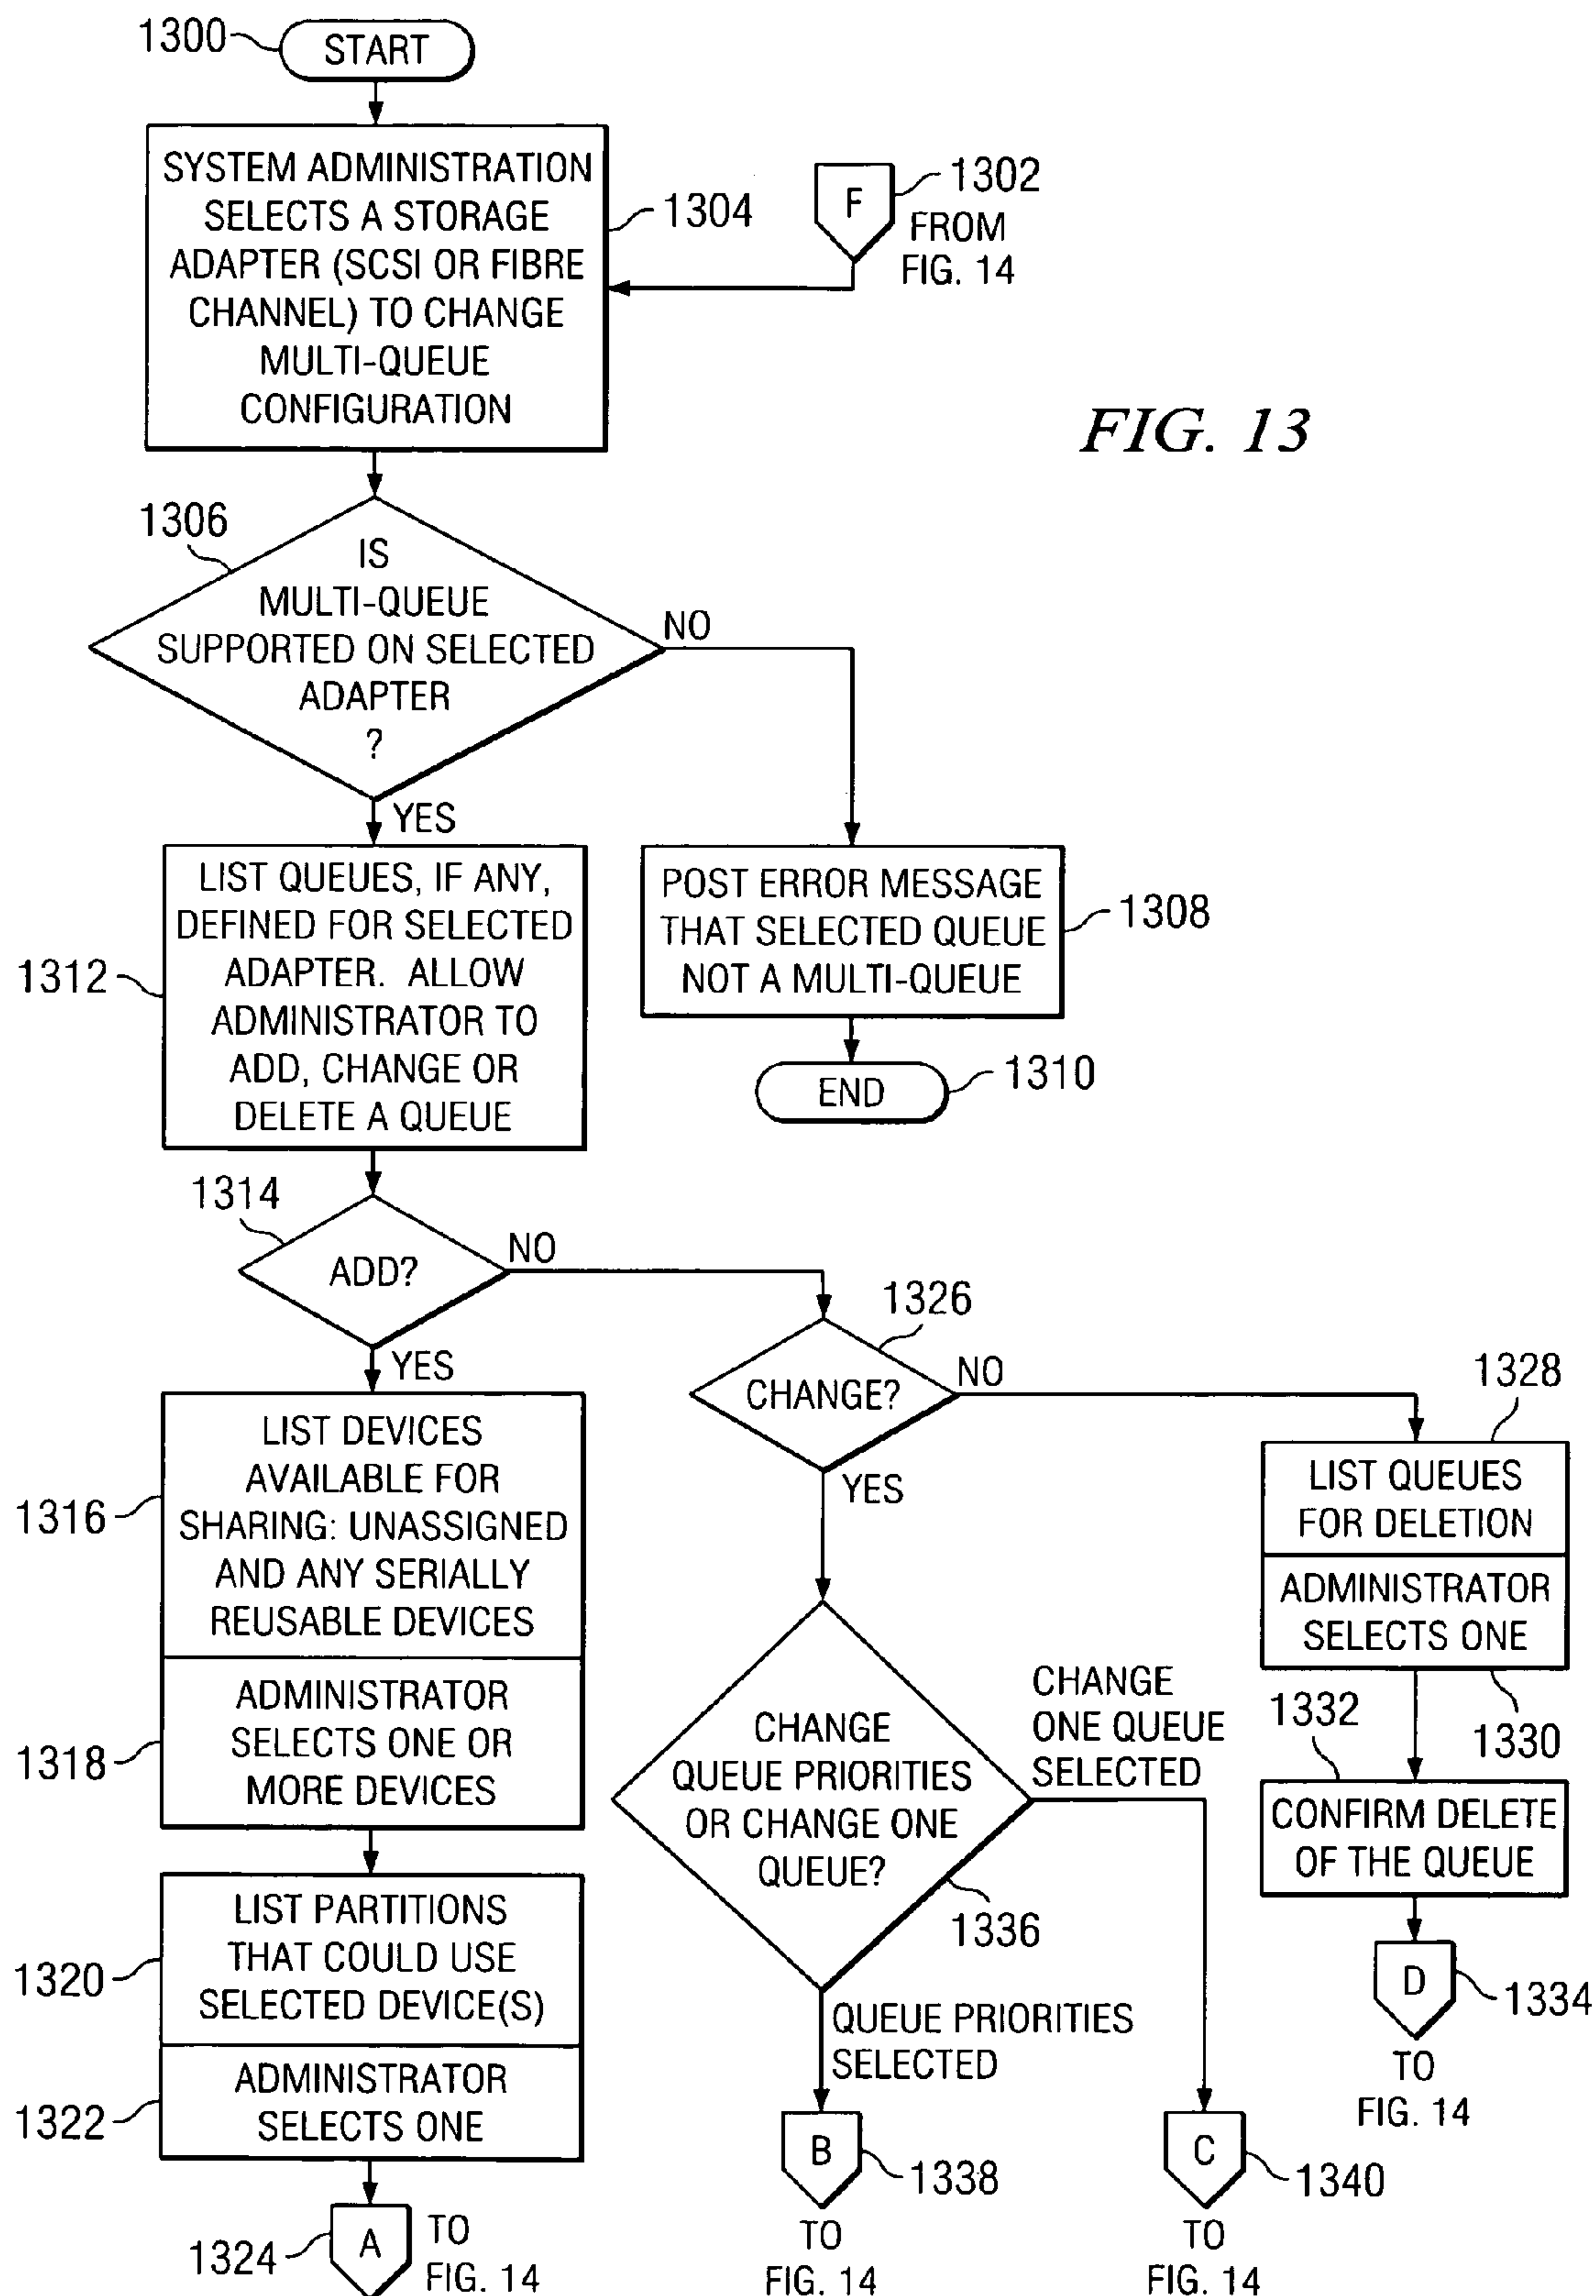 1300
START
SYSTEM ADMINISTRATION
SELECTS A STORAGE
ADAPTER (SCSI OR FIBRE
CHANNEL) TO CHANGE
MULTI-QUEUE
CONFIGURATION
1304
F
1302
FROM
FIG. 14
FIG. 13
1306
IS
MULTI-QUEUE
SUPPORTED ON SELECTED
ADAPTER
?
NO
YES
LIST QUEUES, IF ANY,
DEFINED FOR SELECTED
ADAPTER. ALLOW
ADMINISTRATOR TO
ADD, CHANGE OR
DELETE A QUEUE
1312
POST ERROR MESSAGE
THAT SELECTED QUEUE
NOT A MULTI-QUEUE
1308
END
1310
1314
ADD?
NO
YES
1326
CHANGE?
NO
YES
1328
LIST QUEUES
FOR DELETION
ADMINISTRATOR
SELECTS ONE
1330
1332
CONFIRM DELETE
OF THE QUEUE
D
1334
TO
FIG. 14
LIST DEVICES
AVAILABLE FOR
SHARING: UNASSIGNED
AND ANY SERIALLY
REUSABLE DEVICES
1316
ADMINISTRATOR
SELECTS ONE OR
MORE DEVICES
1318
LIST PARTITIONS
THAT COULD USE
SELECTED DEVICE(S)
1320
ADMINISTRATOR
SELECTS ONE
1322
A
1324
TO
FIG. 14
CHANGE
QUEUE PRIORITIES
OR CHANGE ONE
QUEUE?
1336
CHANGE
ONE QUEUE
SELECTED
QUEUE PRIORITIES
SELECTED
B
1338
TO
FIG. 14
C
1340
TO
FIG. 14